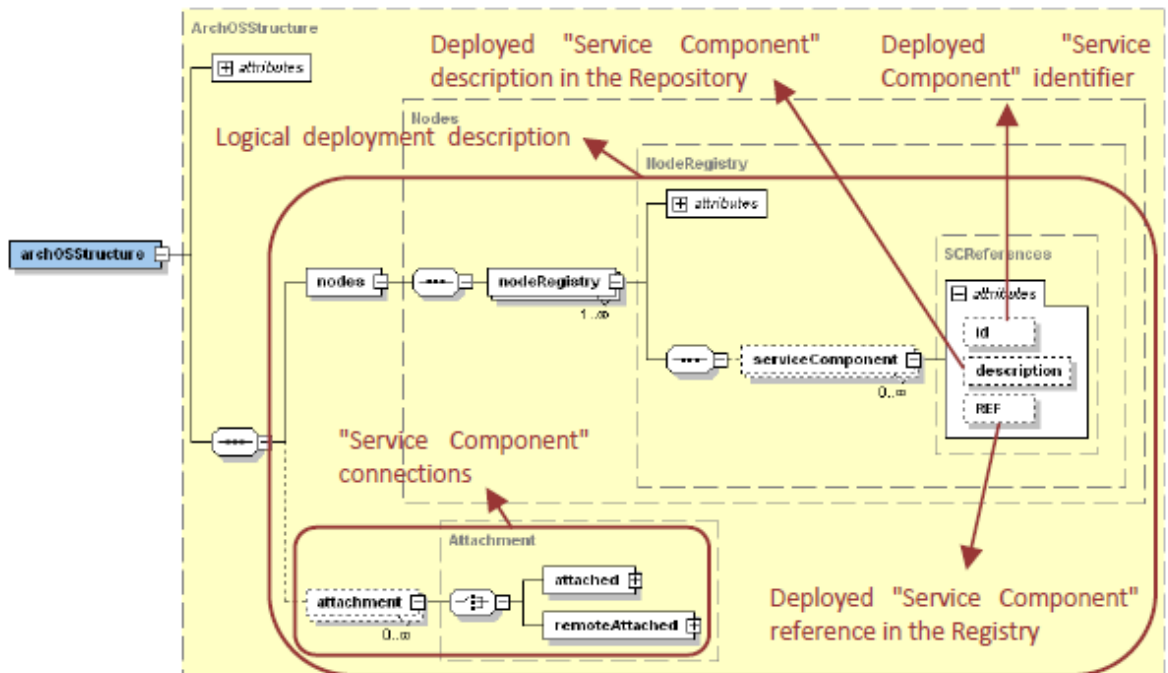 ArchOSStructure
attributes
Deployed "Service Component"
description in the Repository
Deployed "Service
Component" identifier
Nodes
Logical deployment description
NodeRegistry
attributes
archOSStructure
SCReferences
nodes
nodeRegistry
attributes
1..∞
id
serviceComponent
description
0..∞
REF
"Service Component"
connections
Attachment
attached
attachment
0..∞
remoteAttached
Deployed "Service Component"
reference in the Registry